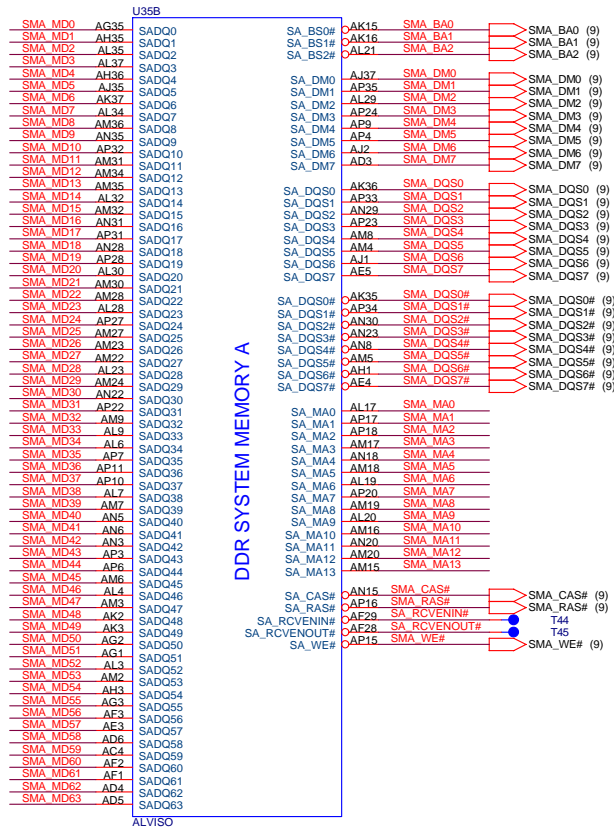 U35B
SMA_MD0 AG35 SADQ0
SMA_MD1 AH35 SADQ1
SMA_MD2 AL35 SADQ2
SMA_MD3 AL37 SADQ3
SMA_MD4 AH36 SADQ4
SMA_MD5 AJ35 SADQ5
SMA_MD6 AK37 SADQ6
SMA_MD7 AL34 SADQ7
SMA_MD8 AM36 SADQ8
SMA_MD9 AN35 SADQ9
SMA_MD10 AP32 SADQ10
SMA_MD11 AM31 SADQ11
SMA_MD12 AM34 SADQ12
SMA_MD13 AM35 SADQ13
SMA_MD14 AL32 SADQ14
SMA_MD15 AM32 SADQ15
SMA_MD16 AN31 SADQ16
SMA_MD17 AP31 SADQ17
SMA_MD18 AN28 SADQ18
SMA_MD19 AP28 SADQ19
SMA_MD20 AL30 SADQ20
SMA_MD21 AM30 SADQ21
SMA_MD22 AM28 SADQ22
SMA_MD23 AL28 SADQ23
SMA_MD24 AP27 SADQ24
SMA_MD25 AM27 SADQ25
SMA_MD26 AM23 SADQ26
SMA_MD27 AM22 SADQ27
SMA_MD28 AL23 SADQ28
SMA_MD29 AM24 SADQ29
SMA_MD30 AN22 SADQ30
SMA_MD31 AP22 SADQ31
SMA_MD32 AM9 SADQ32
SMA_MD33 AL9 SADQ33
SMA_MD34 AL6 SADQ34
SMA_MD35 AP7 SADQ35
SMA_MD36 AP11 SADQ36
SMA_MD37 AP10 SADQ37
SMA_MD38 AL7 SADQ38
SMA_MD39 AM7 SADQ39
SMA_MD40 AN5 SADQ40
SMA_MD41 AN6 SADQ41
SMA_MD42 AN3 SADQ42
SMA_MD43 AP3 SADQ43
SMA_MD44 AP6 SADQ44
SMA_MD45 AM6 SADQ45
SMA_MD46 AL4 SADQ46
SMA_MD47 AM3 SADQ47
SMA_MD48 AK2 SADQ48
SMA_MD49 AK3 SADQ49
SMA_MD50 AG2 SADQ50
SMA_MD51 AG1 SADQ51
SMA_MD52 AL3 SADQ52
SMA_MD53 AM2 SADQ53
SMA_MD54 AH3 SADQ54
SMA_MD55 AG3 SADQ55
SMA_MD56 AF3 SADQ56
SMA_MD57 AE3 SADQ57
SMA_MD58 AD6 SADQ58
SMA_MD59 AC4 SADQ59
SMA_MD60 AF2 SADQ60
SMA_MD61 AF1 SADQ61
SMA_MD62 AD4 SADQ62
SMA_MD63 AD5 SADQ63
DDR SYSTEM MEMORY A
SA_BS0# AK15 SMA_BA0 SMA_BA0 (9)
SA_BS1# AK16 SMA_BA1 SMA_BA1 (9)
SA_BS2# AL21 SMA_BA2 SMA_BA2 (9)
SA_DM0 AJ37 SMA_DM0 SMA_DM0 (9)
SA_DM1 AP35 SMA_DM1 SMA_DM1 (9)
SA_DM2 AL29 SMA_DM2 SMA_DM2 (9)
SA_DM3 AP24 SMA_DM3 SMA_DM3 (9)
SA_DM4 AP9 SMA_DM4 SMA_DM4 (9)
SA_DM5 AP4 SMA_DM5 SMA_DM5 (9)
SA_DM6 AJ2 SMA_DM6 SMA_DM6 (9)
SA_DM7 AD3 SMA_DM7 SMA_DM7 (9)
SA_DQS0 AK36 SMA_DQS0 SMA_DQS0 (9)
SA_DQS1 AP33 SMA_DQS1 SMA_DQS1 (9)
SA_DQS2 AN29 SMA_DQS2 SMA_DQS2 (9)
SA_DQS3 AP23 SMA_DQS3 SMA_DQS3 (9)
SA_DQS4 AM8 SMA_DQS4 SMA_DQS4 (9)
SA_DQS5 AM4 SMA_DQS5 SMA_DQS5 (9)
SA_DQS6 AJ1 SMA_DQS6 SMA_DQS6 (9)
SA_DQS7 AE5 SMA_DQS7 SMA_DQS7 (9)
SA_DQS0# AK35 SMA_DQS0# SMA_DQS0# (9)
SA_DQS1# AP34 SMA_DQS1# SMA_DQS1# (9)
SA_DQS2# AN30 SMA_DQS2# SMA_DQS2# (9)
SA_DQS3# AN23 SMA_DQS3# SMA_DQS3# (9)
SA_DQS4# AN8 SMA_DQS4# SMA_DQS4# (9)
SA_DQS5# AM5 SMA_DQS5# SMA_DQS5# (9)
SA_DQS6# AH1 SMA_DQS6# SMA_DQS6# (9)
SA_DQS7# AE4 SMA_DQS7# SMA_DQS7# (9)
SA_MA0 AL17 SMA_MA0
SA_MA1 AP17 SMA_MA1
SA_MA2 AP18 SMA_MA2
SA_MA3 AM17 SMA_MA3
SA_MA4 AN18 SMA_MA4
SA_MA5 AM18 SMA_MA5
SA_MA6 AL19 SMA_MA6
SA_MA7 AP20 SMA_MA7
SA_MA8 AM19 SMA_MA8
SA_MA9 AL20 SMA_MA9
SA_MA10 AM16 SMA_MA10
SA_MA11 AN20 SMA_MA11
SA_MA12 AM20 SMA_MA12
SA_MA13 AM15 SMA_MA13
SA_CAS# AN15 SMA_CAS# SMA_CAS# (9)
SA_RAS# AP16 SMA_RAS# SMA_RAS# (9)
SA_RCVENIN# AF29 SA_RCVENIN# T44
SA_RCVENOUT# AF28 SA_RCVENOUT# T45
SA_WE# AP15 SMA_WE# SMA_WE# (9)
ALVISO